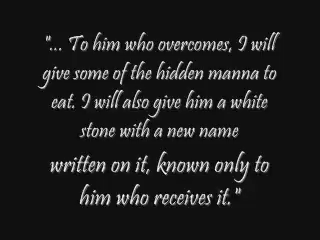 "... To him who overcomes, I will
give some of the hidden manna to
eat. I will also give him a white
stone with a new name
written on it, known only to
him who receives it."